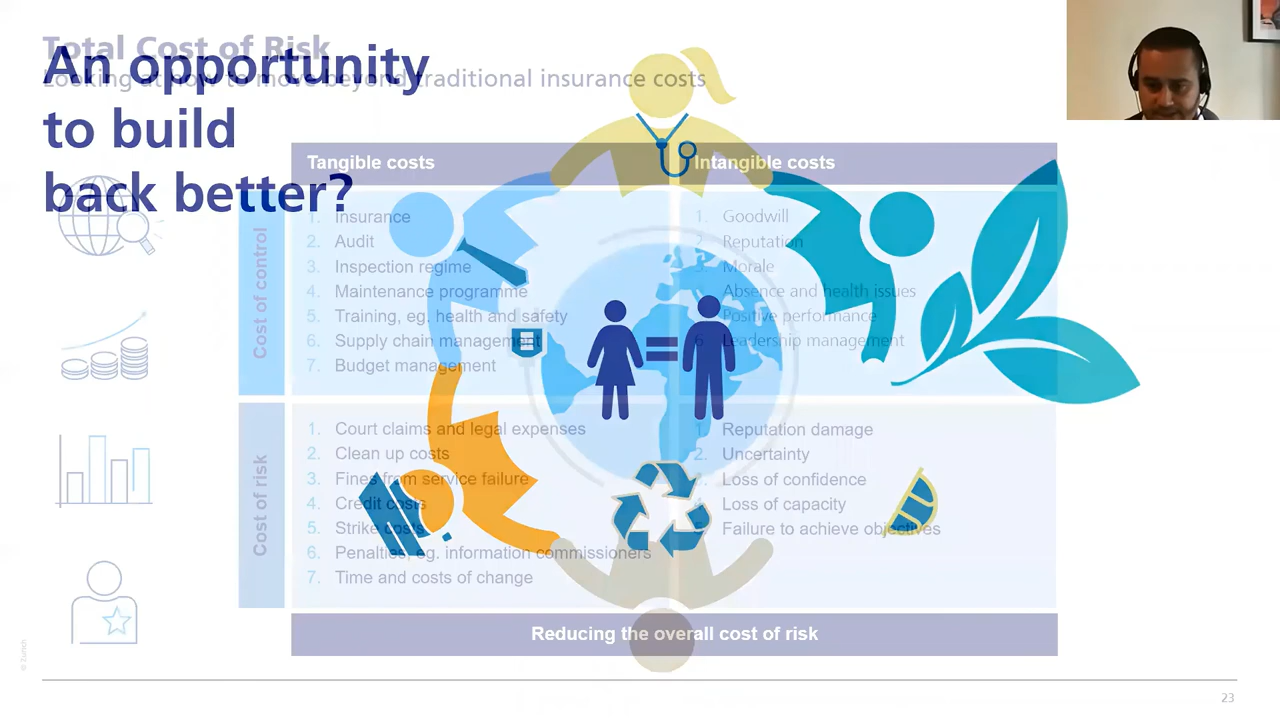 Total Cost of Risk
Looking at how to move beyond traditional insurance costs
An opportunity
to build
back better?
Tangible costs
Intangible costs
Cost of control
1. Insurance
2. Audit
3. Inspection regime
4. Maintenance programme
5. Training, eg. health and safety
6. Supply chain management
7. Budget management
1. Goodwill
2. Reputation
3. Morale
Absence and health issues
Positive performance
6. Leadership management
Cost of risk
1. Court claims and legal expenses
2. Clean up costs
3. Fines from service failure
4. Credit costs
5. Strike costs
6. Penalties, eg. information commissioners
7. Time and costs of change
1. Reputation damage
2. Uncertainty
Loss of confidence
Loss of capacity
Failure to achieve objectives
Reducing the overall cost of risk
© Zurich
23